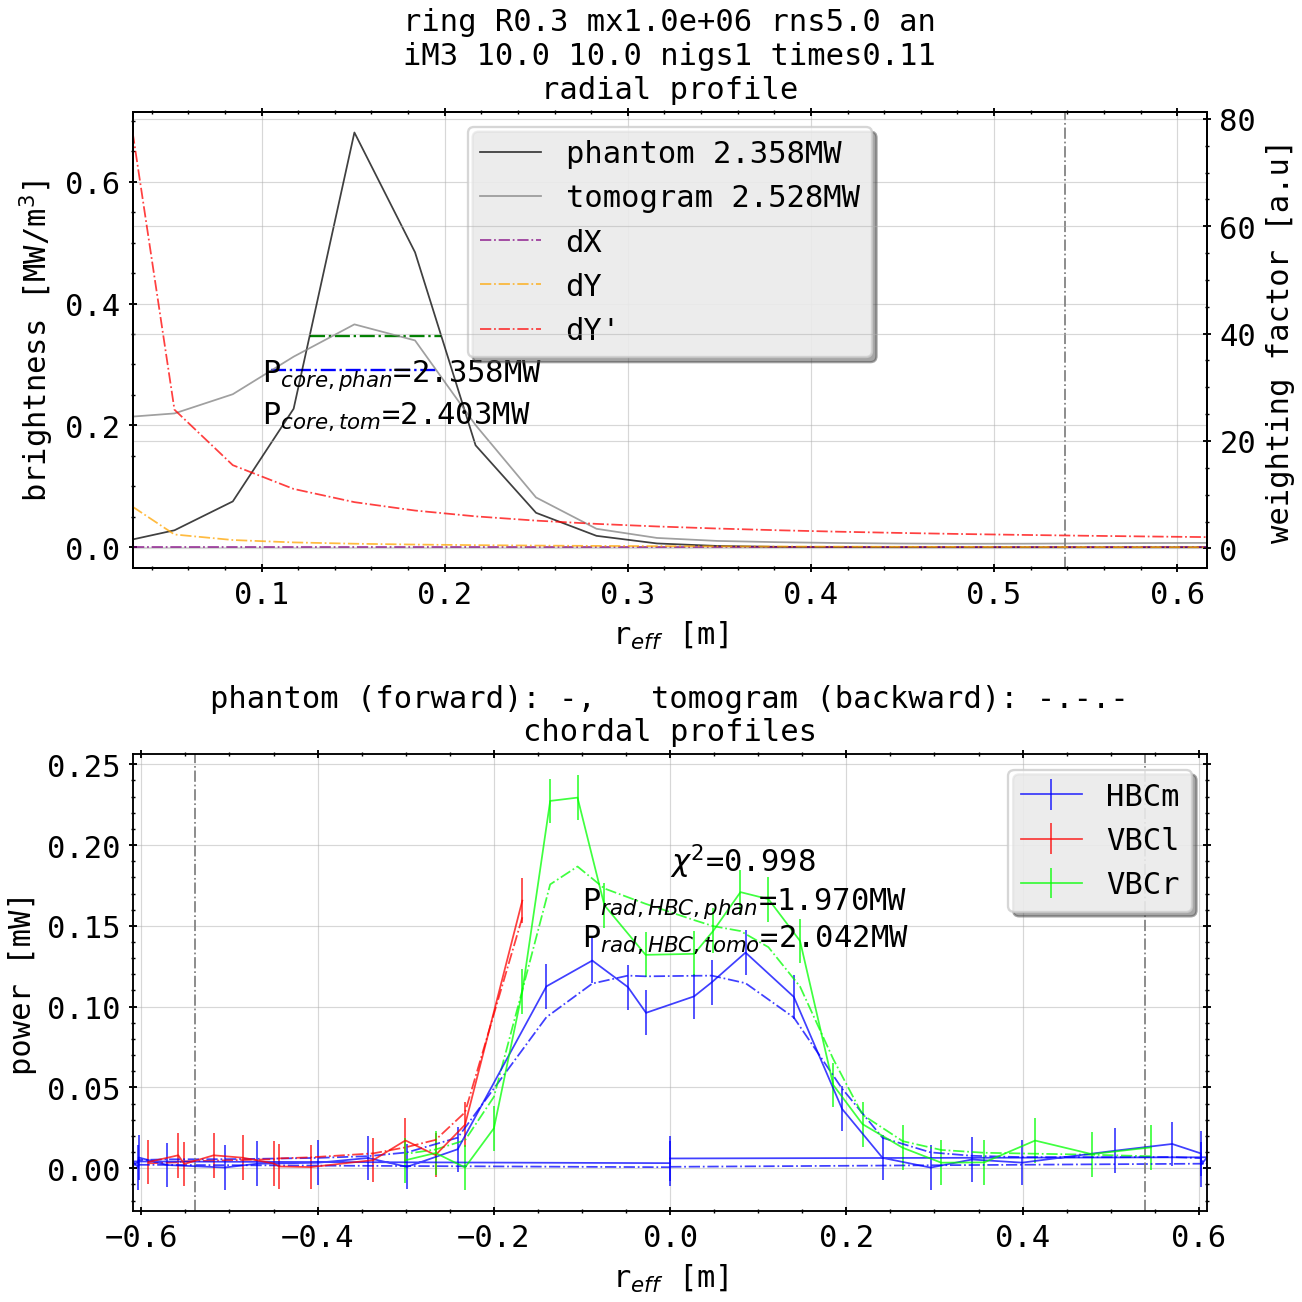 ring R0.3 mx1.0e+06 rns5.0 an
iM3 10.0 10.0 nigs1 times0.11
radial profile
brightness [MW/m³]
0.6
0.4
0.2
0.0
phantom 2.358MW
tomogram 2.528MW
dX
dY
dY'
P_core,phan=2.358MW
P_core,tom=2.403MW
80
60
40
20
0
weighting factor [a.u]
0.1 0.2 0.3 0.4 0.5 0.6
r_eff [m]
phantom (forward): -,   tomogram (backward): -.-.-
chordal profiles
power [mW]
0.25
0.20
0.15
0.10
0.05
0.00
HBCm
VBCl
VBCr
χ²=0.998
P_rad,HBC,phan=1.970MW
P_rad,HBC,tomo=2.042MW
−0.6 −0.4 −0.2 0.0 0.2 0.4 0.6
r_eff [m]